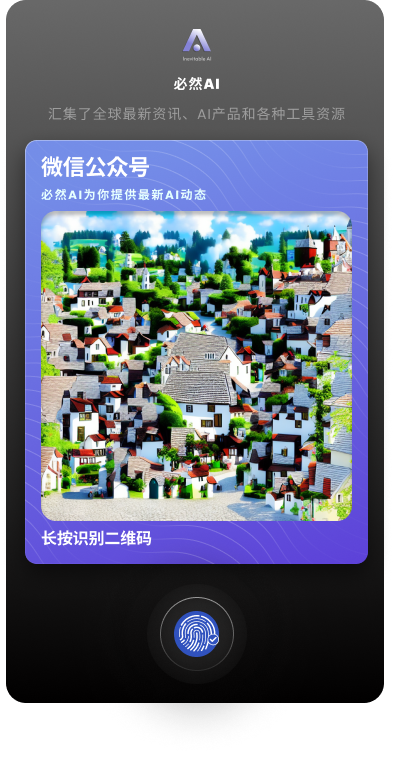 Inevitable AI
必然AI
汇集了全球最新资讯、AI产品和各种工具资源
微信公众号
必然AI为你提供最新AI动态
长按识别二维码